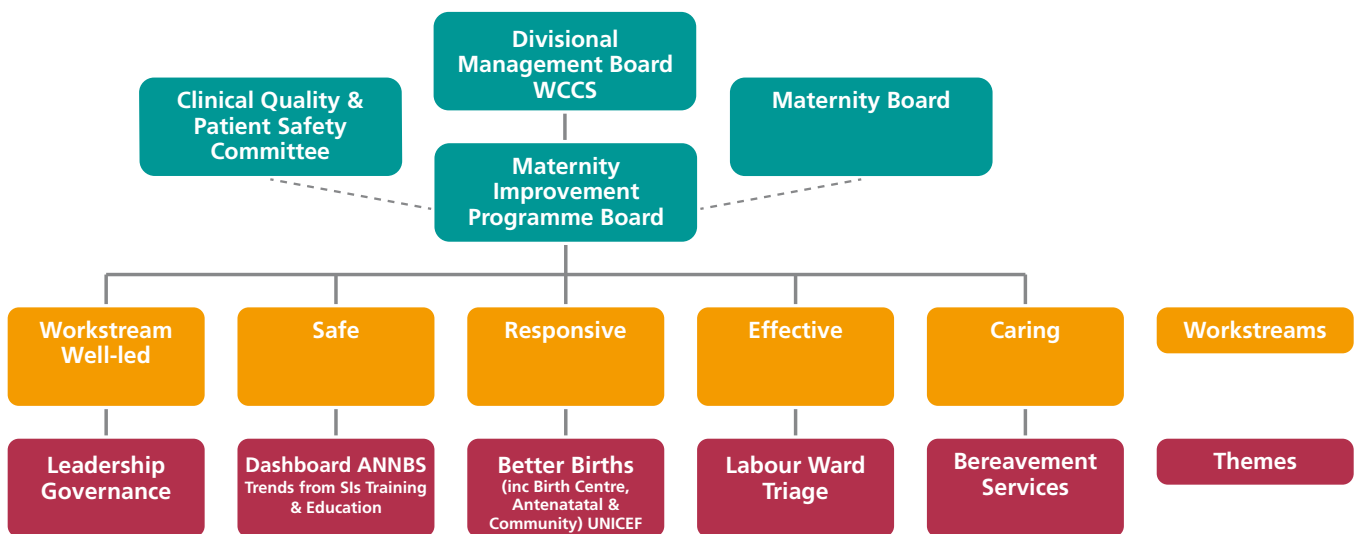 Divisional
Management Board
WCCS
Clinical Quality &
Patient Safety
Committee
Maternity Board
Maternity
Improvement
Programme Board
Workstream
Well-led
Safe
Responsive
Effective
Caring
Workstreams
Leadership
Governance
Dashboard ANNBS
Trends from SIs Training
& Education
Better Births
(inc Birth Centre,
Antenatatal &
Community) UNICEF
Labour Ward
Triage
Bereavement
Services
Themes